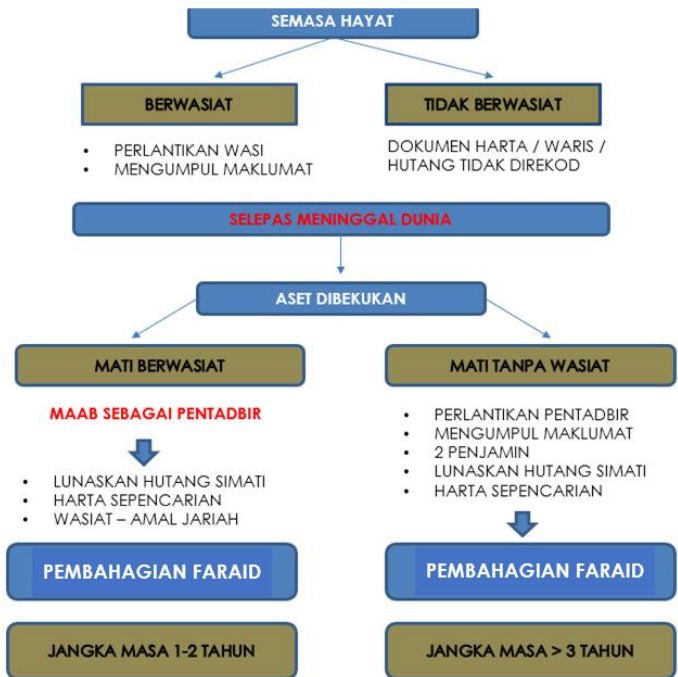 SEMASA HAYAT
BERWASIAT
• PERLANTIKAN WASI
• MENGUMPUL MAKLUMAT
TIDAK BERWASIAT
DOKUMEN HARTA / WARIS /
HUTANG TIDAK DIREKOD
SELEPAS MENINGGAL DUNIA
ASET DIBEKUKAN
MATI BERWASIAT
MAAB SEBAGAI PENTADBIR
• LUNASKAN HUTANG SIMATI
• HARTA SEPENCARIAN
• WASIAT – AMAL JARIAH
PEMBAHAGIAN FARAID
JANGKA MASA 1-2 TAHUN
MATI TANPA WASIAT
• PERLANTIKAN PENTADBIR
• MENGUMPUL MAKLUMAT
• 2 PENJAMIN
• LUNASKAN HUTANG SIMATI
• HARTA SEPENCARIAN
PEMBAHAGIAN FARAID
JANGKA MASA > 3 TAHUN